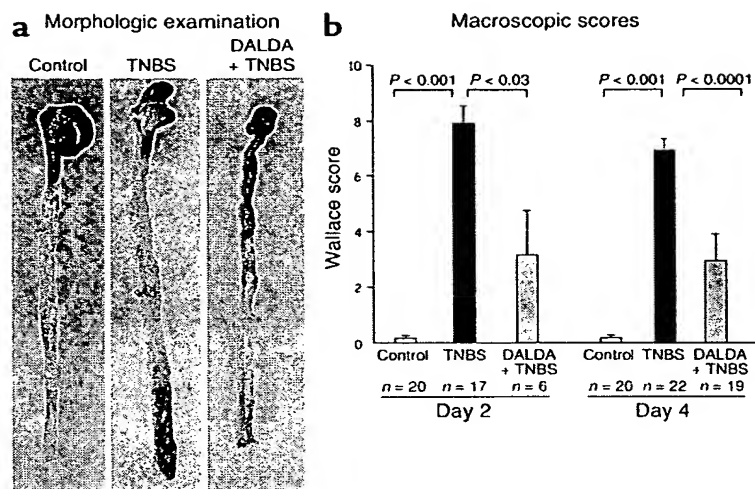 a Morphologic examination
Control
TNBS
DALDA
+ TNBS
b Macroscopic scores
P < 0.001
P < 0.03
P < 0.001
P < 0.0001
Wallace score
10
8
6
4
2
0
Control
TNBS
DALDA
+ TNBS
Control
TNBS
DALDA
+ TNBS
n = 20
n = 17
n = 6
n = 20
n = 22
n = 19
Day 2
Day 4